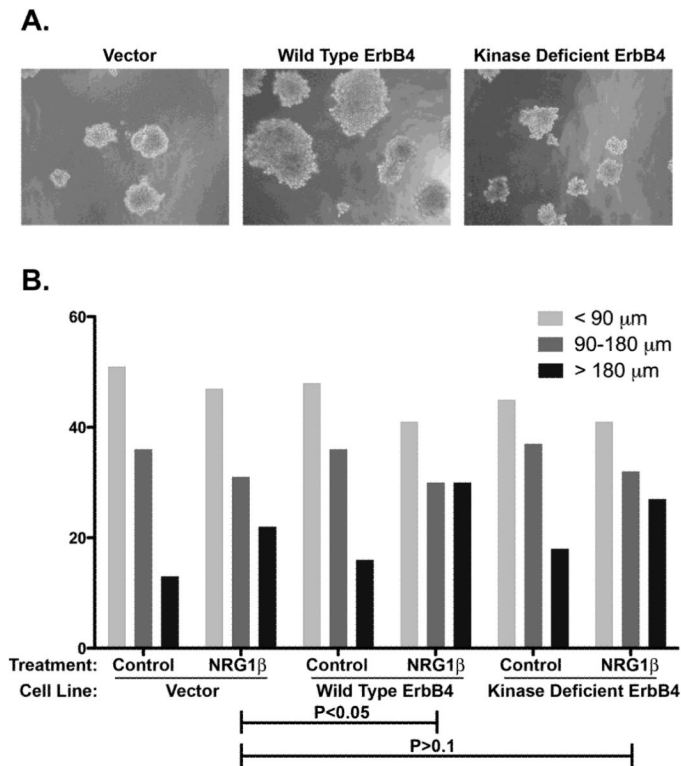 A.
Vector Wild Type ErbB4 Kinase Deficient ErbB4
B.
60
40
20
0
< 90 μm
90-180 μm
> 180 μm
Treatment: Control NRG1β Control NRG1β Control NRG1β
Cell Line: Vector Wild Type ErbB4 Kinase Deficient ErbB4
P<0.05
P>0.1